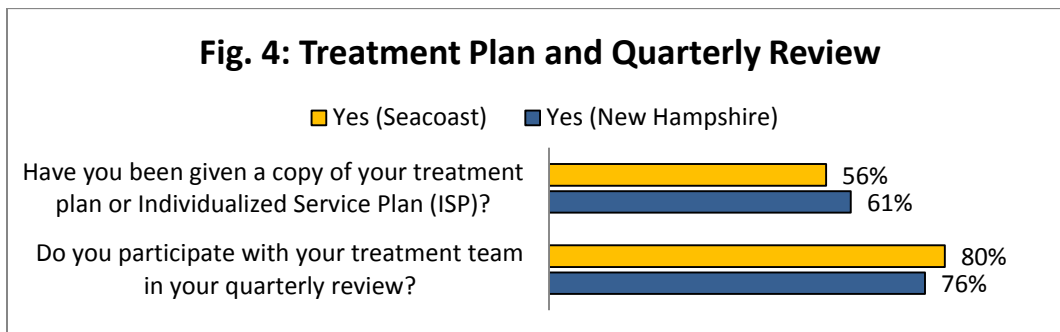 Fig. 4: Treatment Plan and Quarterly Review
Yes (Seacoast) Yes (New Hampshire)
Have you been given a copy of your treatment
plan or Individualized Service Plan (ISP)?
56%
61%
Do you participate with your treatment team
in your quarterly review?
80%
76%